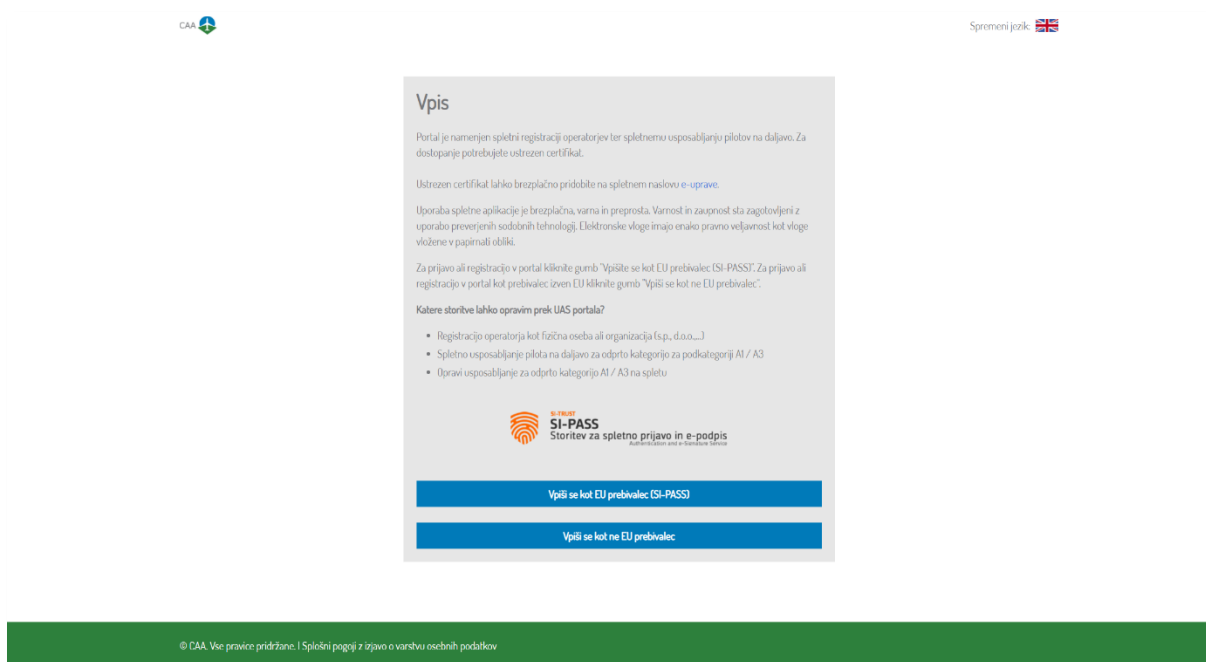 CAA
Spremeni jezik:
Vpis
Portal je namenjen spletni registraciji operatorjev ter spletnemu usposabljanju pilotov na daljavo. Za
dostopanje potrebujete ustrezen certifikat.
Ustrezen certifikat lahko brezplačno pridobite na spletnem naslovu e-uprave.
Uporaba spletne aplikacije je brezplačna, varna in preprosta. Varnost in zaupnost sta zagotovljeni z
uporabo preverjenih sodobnih tehnologij. Elektronske vloge imajo enako pravno veljavnost kot vloge
vložene v papirnati obliki.
Za prijavo ali registracijo v portal kliknite gumb "Vpišite se kot EU prebivalec (SI-PASS)". Za prijavo ali
registracijo v portal kot prebivalec izven EU kliknite gumb "Vpiši se kot ne EU prebivalec".
Katere storitve lahko opravim prek UAS portala?
▪ Registracijo operatorja kot fizična oseba ali organizacija (s.p., d.o.o,...)
▪ Spletno usposabljanje pilota na daljavo za odprto kategorijo za podkategoriji A1 / A3
▪ Opravi usposabljanje za odprto kategorijo A1 / A3 na spletu
SI-TRUST
SI-PASS
Storitev za spletno prijavo in e-podpis
Authentication and e-Signature Service
Vpiši se kot EU prebivalec (SI-PASS)
Vpiši se kot ne EU prebivalec
© CAA. Vse pravice pridržane. | Splošni pogoji z izjavo o varstvu osebnih podatkov